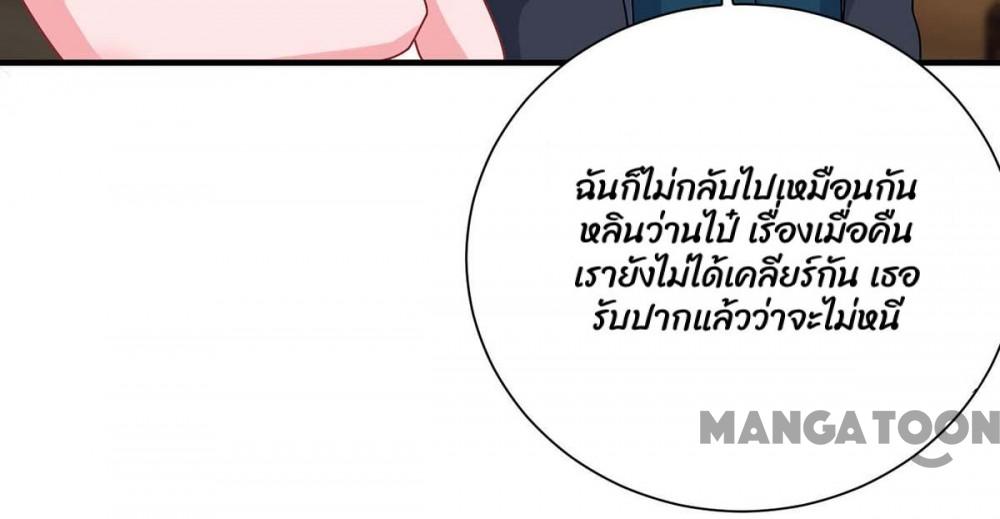 ฉันก็ไม่กลับไปเหมือนกัน
หลินว่านไป๋ เรื่องเมื่อคืน
เรายังไม่ได้เคลียร์กัน เธอ
รับปากแล้วว่าจะไม่หนี
MANGATOON